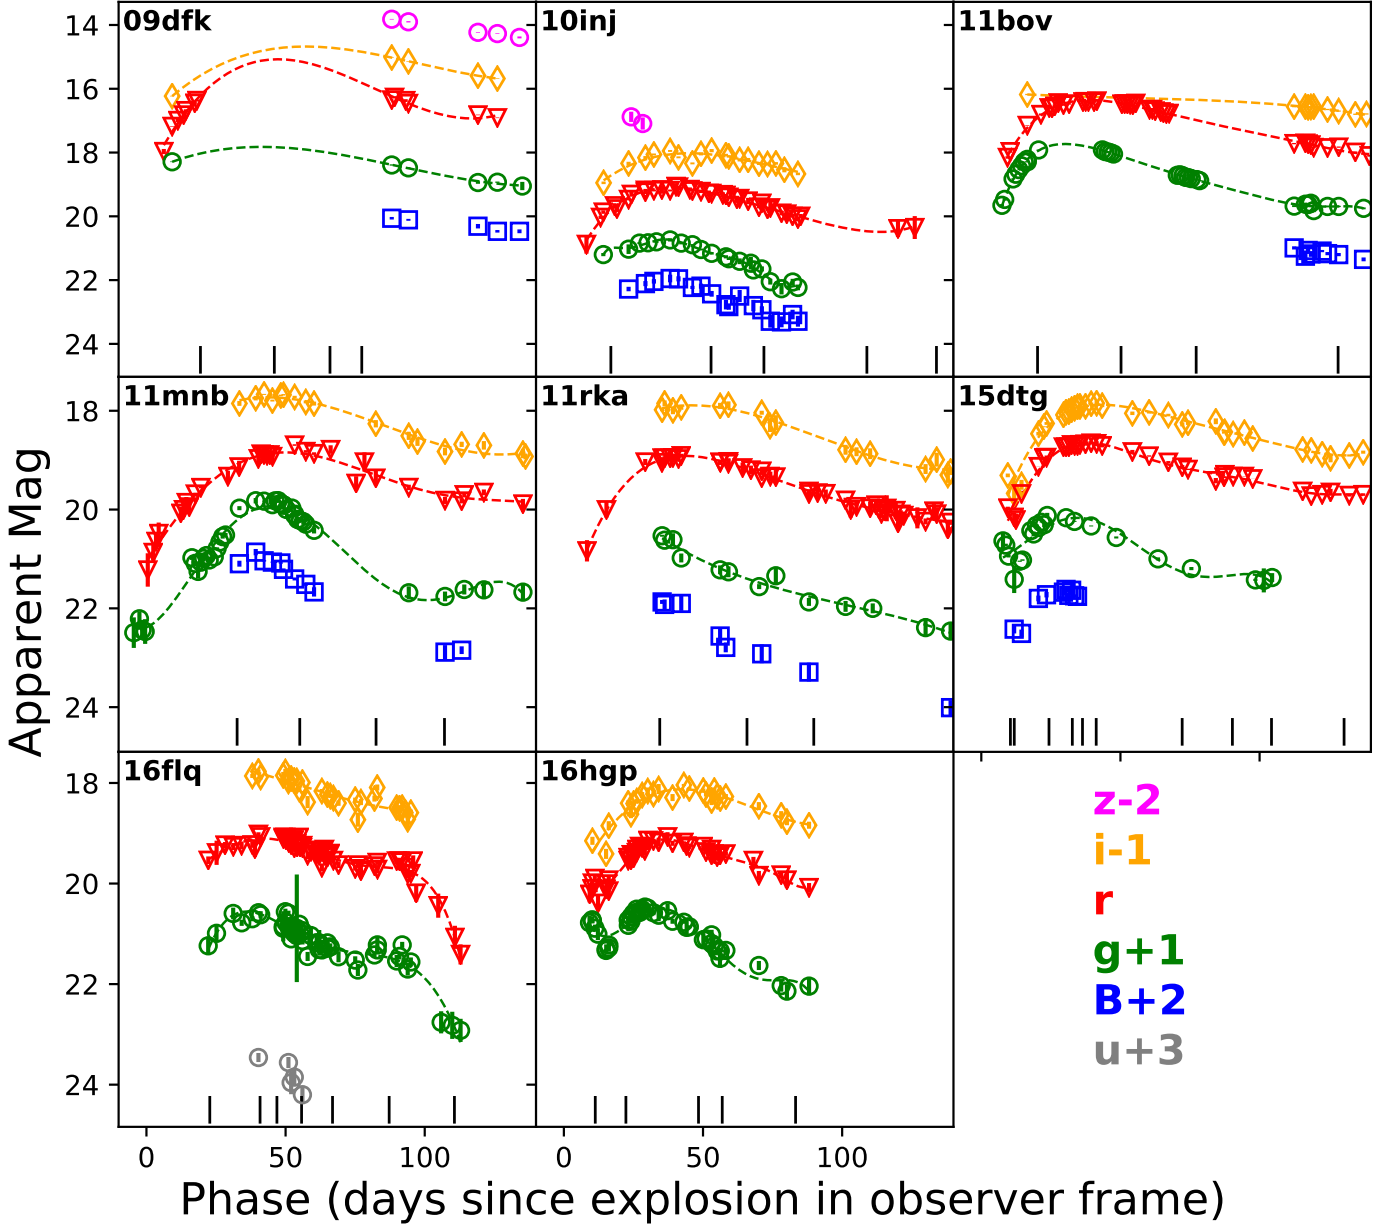 09dfk 10inj 11bov
14
16
18
20
22
24
11mnb 11rka 15dtg
18
20
22
24
16flq 16hgp
18
20
22
24
z-2
i-1
r
g+1
B+2
u+3
0 50 100 0 50 100
Apparent Mag
Phase (days since explosion in observer frame)